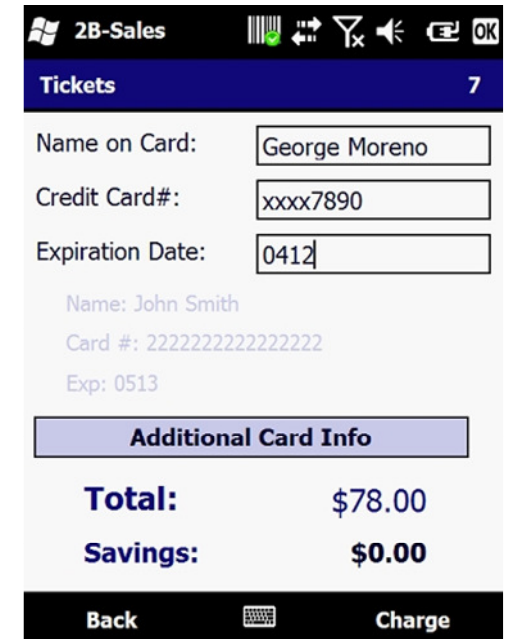 2B-Sales OK
Tickets 7
Name on Card: George Moreno
Credit Card#: xxxx7890
Expiration Date: 0412
Name: John Smith
Card #: 2222222222222222
Exp: 0513
Additional Card Info
Total: $78.00
Savings: $0.00
Back Charge